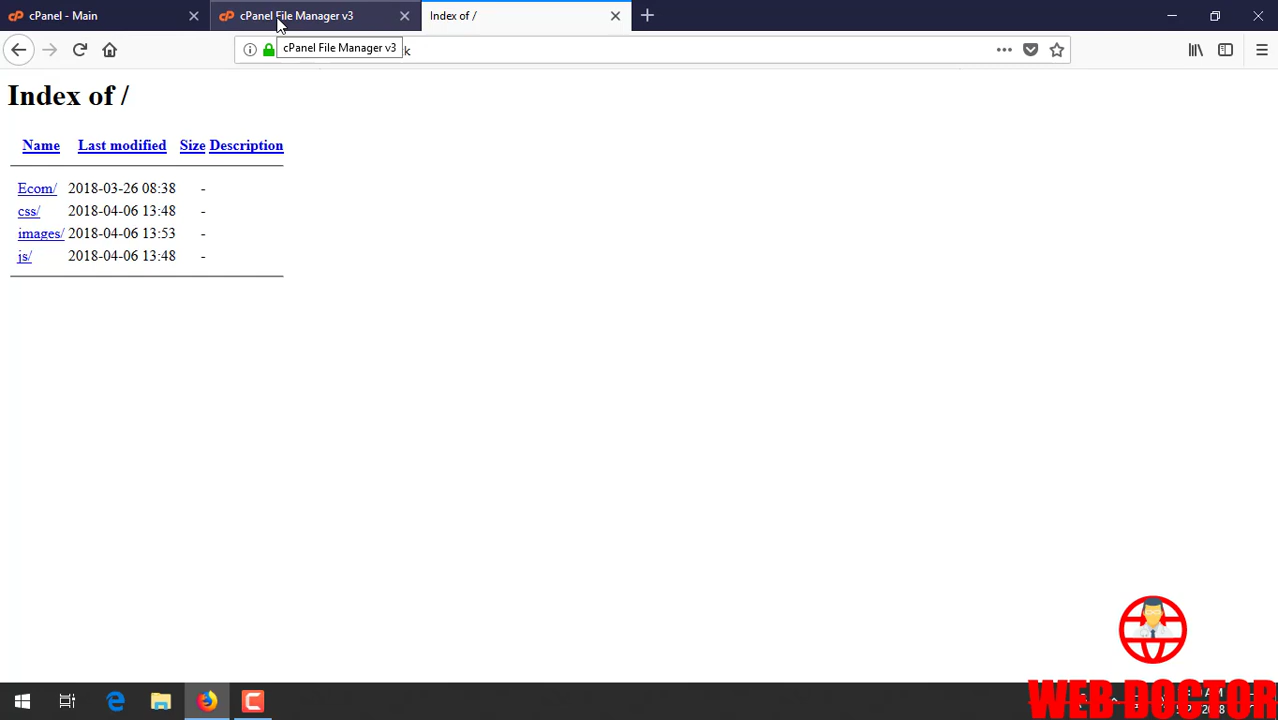 cPanel - Main
cPanel File Manager v3
Index of /
cPanel File Manager v3
k
Index of /
Name Last modified Size Description
Ecom/ 2018-03-26 08:38 -
css/ 2018-04-06 13:48 -
images/ 2018-04-06 13:53 -
js/ 2018-04-06 13:48 -
WEB DOCTOR